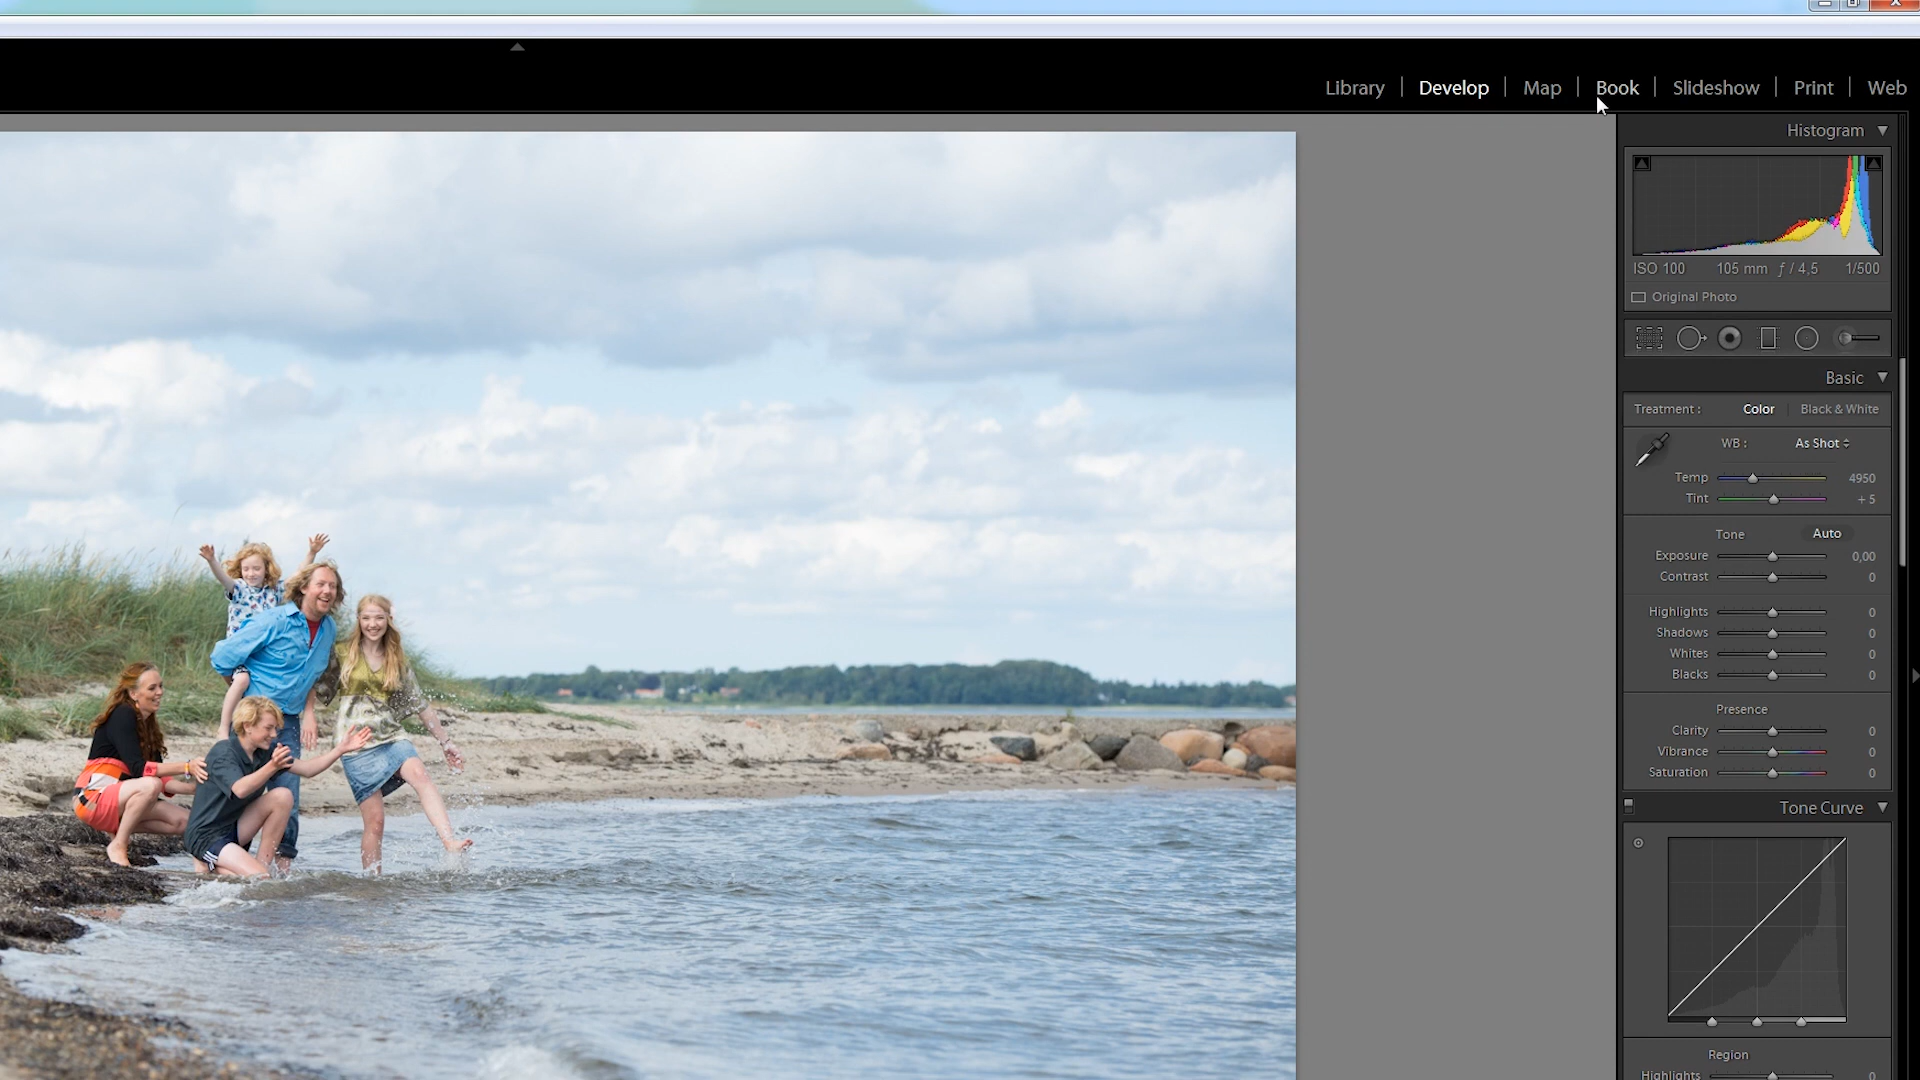 Library | Develop | Map | Book | Slideshow | Print | Web
Histogram
ISO 100 105 mm ƒ / 4,5 1/500
Original Photo
Basic
Treatment : Color | Black & White
WB : As Shot
Temp 4950
Tint + 5
Tone Auto
Exposure 0,00
Contrast 0
Highlights 0
Shadows 0
Whites 0
Blacks 0
Presence
Clarity 0
Vibrance 0
Saturation 0
Tone Curve
Region
Highlights 0